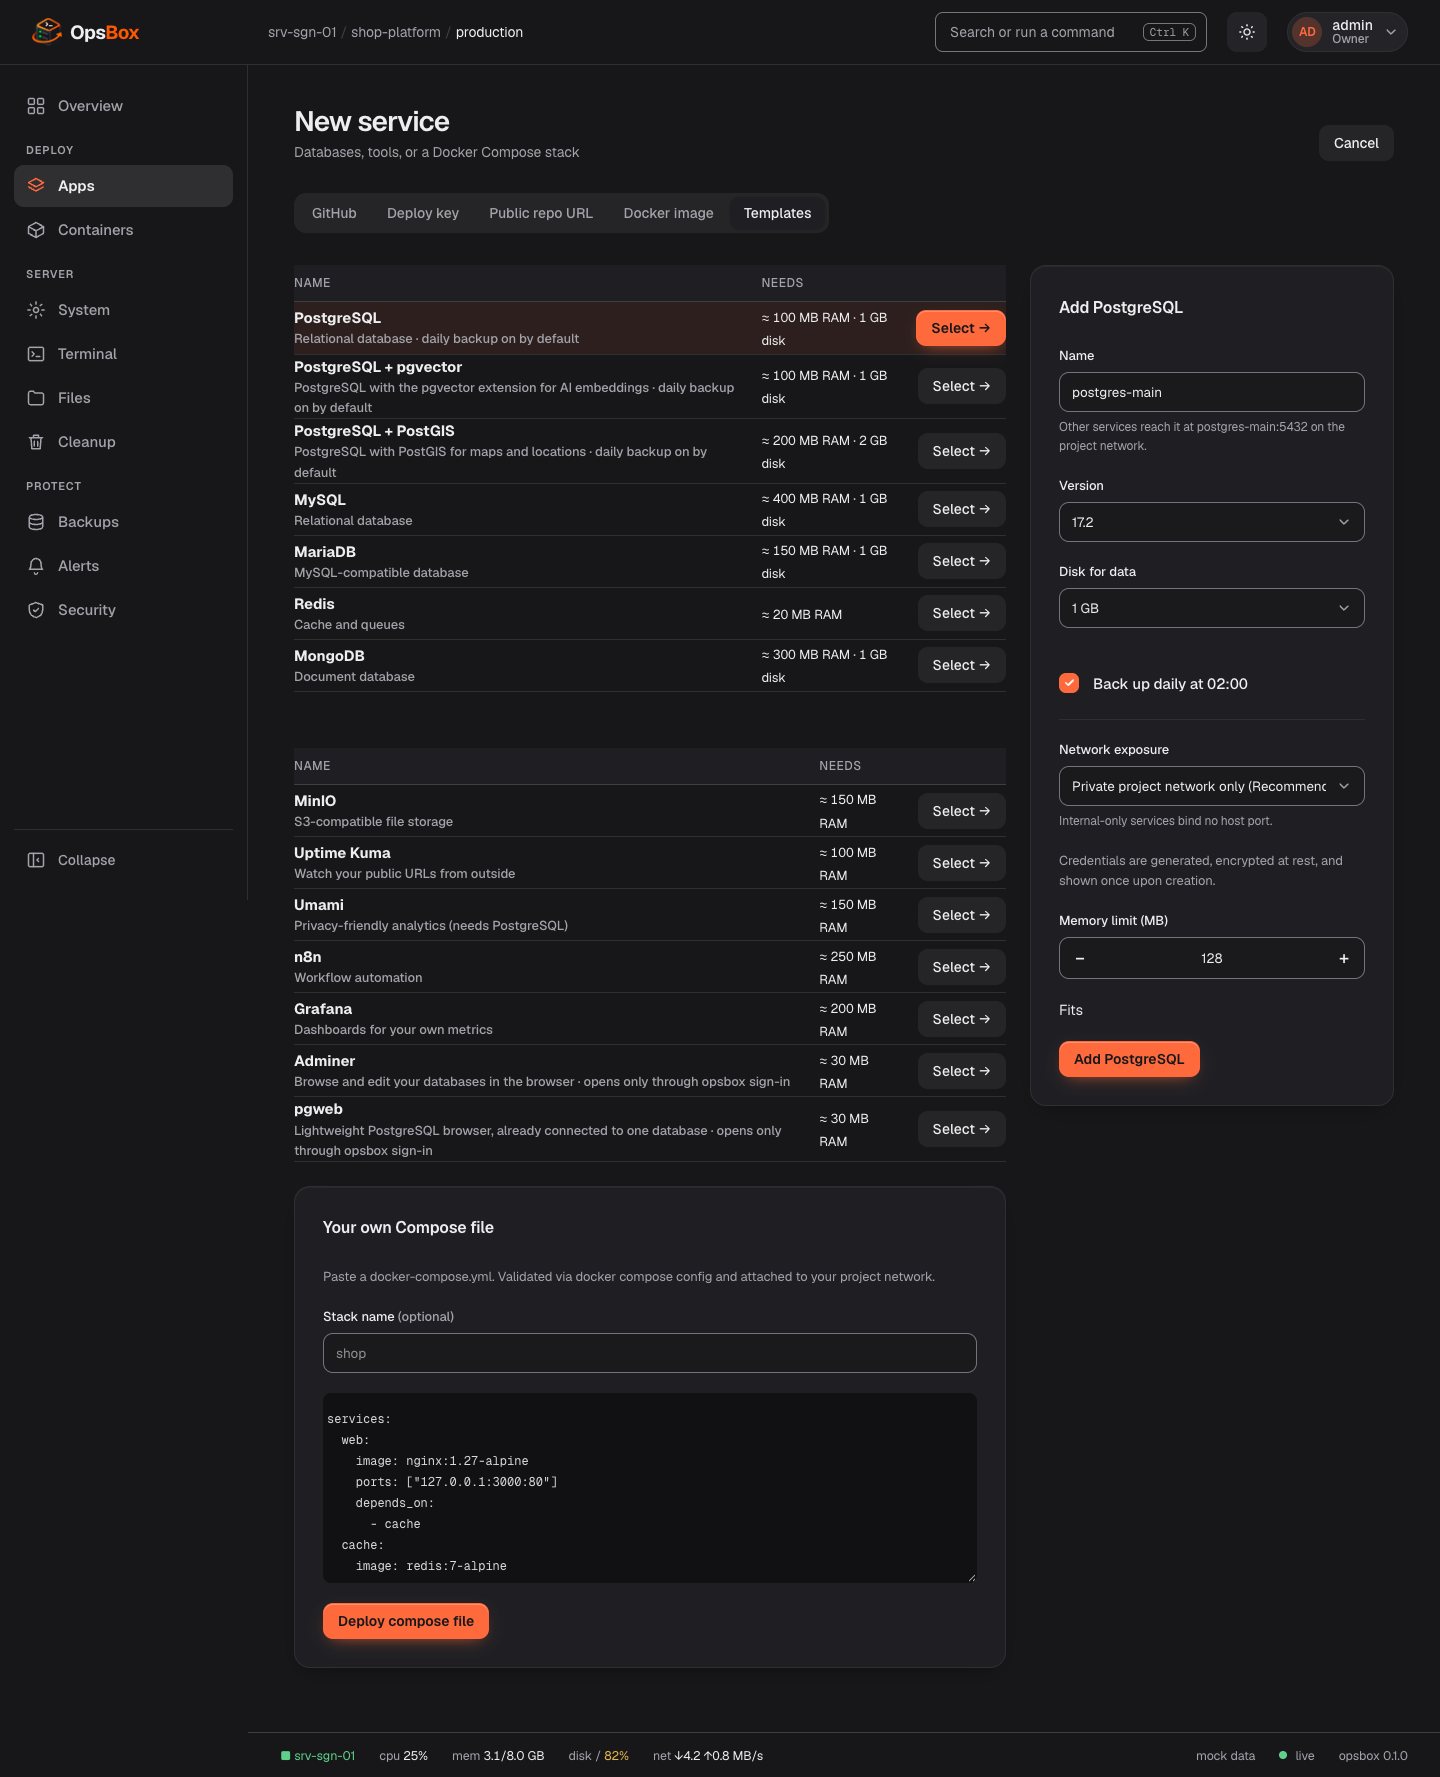 OpsBox
srv-sgn-01 / shop-platform / production
Search or run a command
Ctrl K
AD
admin
Owner
Overview
DEPLOY
Apps
Containers
SERVER
System
Terminal
Files
Cleanup
PROTECT
Backups
Alerts
Security
Collapse
New service
Databases, tools, or a Docker Compose stack
Cancel
GitHub
Deploy key
Public repo URL
Docker image
Templates
NAME
NEEDS
PostgreSQL
Relational database · daily backup on by default
≈ 100 MB RAM · 1 GB
disk
Select →
PostgreSQL + pgvector
PostgreSQL with the pgvector extension for AI embeddings · daily backup
on by default
≈ 100 MB RAM · 1 GB
disk
Select →
PostgreSQL + PostGIS
PostgreSQL with PostGIS for maps and locations · daily backup on by
default
≈ 200 MB RAM · 2 GB
disk
Select →
MySQL
Relational database
≈ 400 MB RAM · 1 GB
disk
Select →
MariaDB
MySQL-compatible database
≈ 150 MB RAM · 1 GB
disk
Select →
Redis
Cache and queues
≈ 20 MB RAM
Select →
MongoDB
Document database
≈ 300 MB RAM · 1 GB
disk
Select →
NAME
NEEDS
MinIO
S3-compatible file storage
≈ 150 MB
RAM
Select →
Uptime Kuma
Watch your public URLs from outside
≈ 100 MB
RAM
Select →
Umami
Privacy-friendly analytics (needs PostgreSQL)
≈ 150 MB
RAM
Select →
n8n
Workflow automation
≈ 250 MB
RAM
Select →
Grafana
Dashboards for your own metrics
≈ 200 MB
RAM
Select →
Adminer
Browse and edit your databases in the browser · opens only through opsbox sign-in
≈ 30 MB
RAM
Select →
pgweb
Lightweight PostgreSQL browser, already connected to one database · opens only
through opsbox sign-in
≈ 30 MB
RAM
Select →
Your own Compose file
Paste a docker-compose.yml. Validated via docker compose config and attached to your project network.
Stack name (optional)
shop
services:
  web:
    image: nginx:1.27-alpine
    ports: ["127.0.0.1:3000:80"]
    depends_on:
      - cache
  cache:
    image: redis:7-alpine
Deploy compose file
Add PostgreSQL
Name
postgres-main
Other services reach it at postgres-main:5432 on the
project network.
Version
17.2
Disk for data
1 GB
Back up daily at 02:00
Network exposure
Private project network only (Recommend
Internal-only services bind no host port.
Credentials are generated, encrypted at rest, and
shown once upon creation.
Memory limit (MB)
− 128 +
Fits
Add PostgreSQL
srv-sgn-01
cpu 25%
mem 3.1/8.0 GB
disk / 82%
net ↓4.2 ↑0.8 MB/s
mock data
live
opsbox 0.1.0